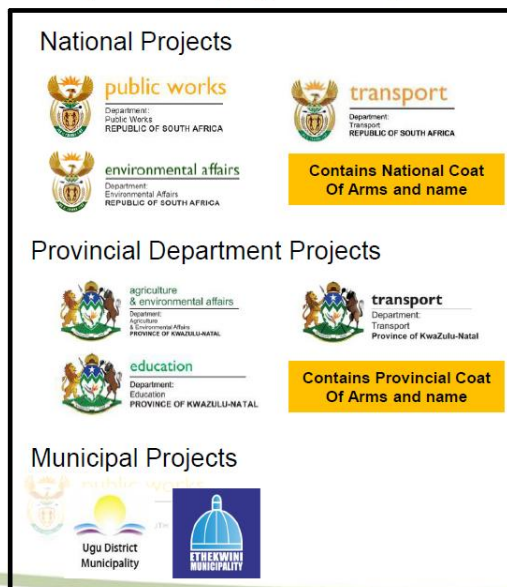 National Projects
public works
Department:
Public Works
REPUBLIC OF SOUTH AFRICA
transport
Department:
Transport
REPUBLIC OF SOUTH AFRICA
environmental affairs
Department:
Environmental Affairs
REPUBLIC OF SOUTH AFRICA
Contains National Coat
Of Arms and name
Provincial Department Projects
agriculture
& environmental affairs
Department:
Agriculture
& Environmental Affairs
PROVINCE OF KWAZULU-NATAL
transport
Department:
Transport
Province of KwaZulu-Natal
education
Department:
Education
PROVINCE OF KWAZULU-NATAL
Contains Provincial Coat
Of Arms and name
Municipal Projects
public works
Ugu District
Municipality
ETHEKWINI
MUNICIPALITY